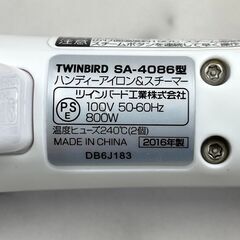 注意
TWINBIRD SA-4086型
ハンディーアイロン&スチーマー
ツインバード工業株式会社
PSE
100V 50-60Hz
800W
温度ヒューズ240℃(2個)
MADE IN CHINA 2016年製
DB6J183